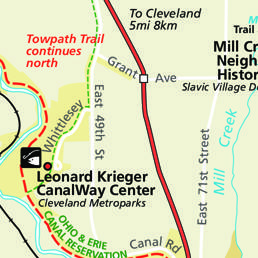 To Cleveland
5mi 8km
Trail
Towpath Trail
continues
north
Mill Cr
Neigh
Histor
Slavic Village De
Grant Ave
Whittlesey
East 49th St
East 71st Street
Mill Creek
Leonard Krieger
CanalWay Center
Cleveland Metroparks
OHIO & ERIE
CANAL RESERVATION
Canal Rd